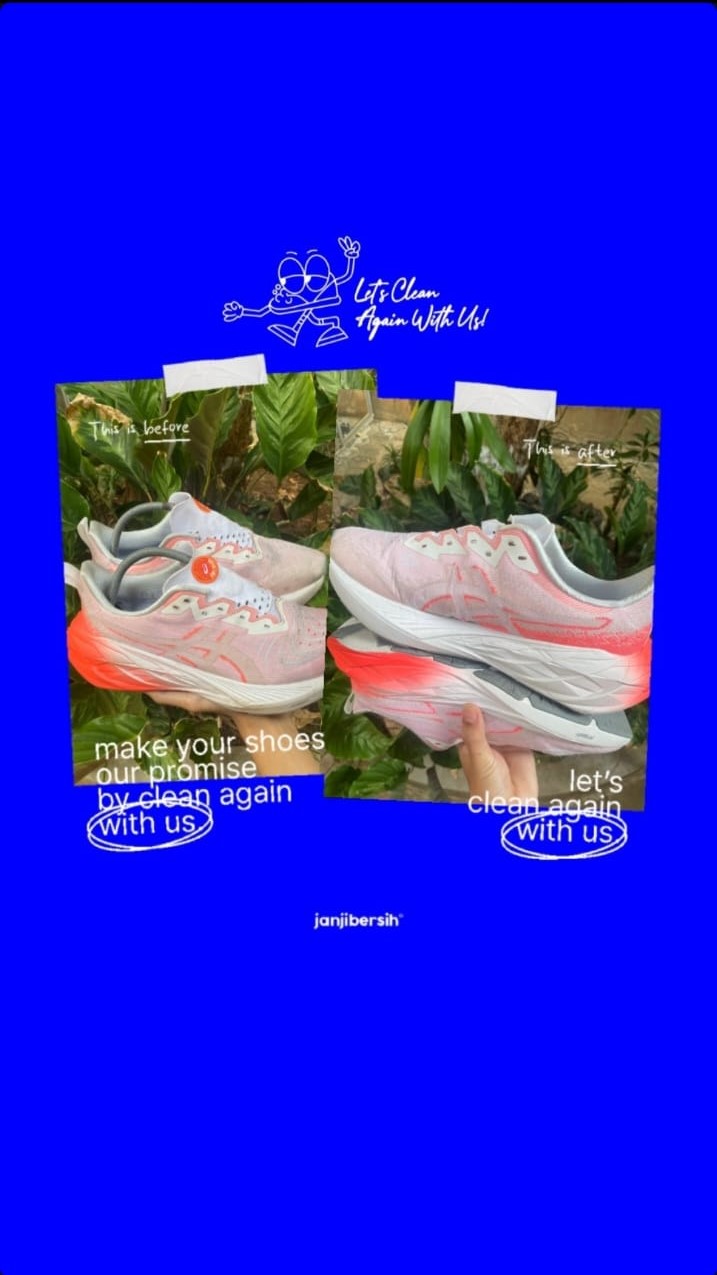 Let's Clean
Again With Us!
This is before
This is after
make your shoes
our promise
by clean again
with us
let's
clean again
with us
janjibersih